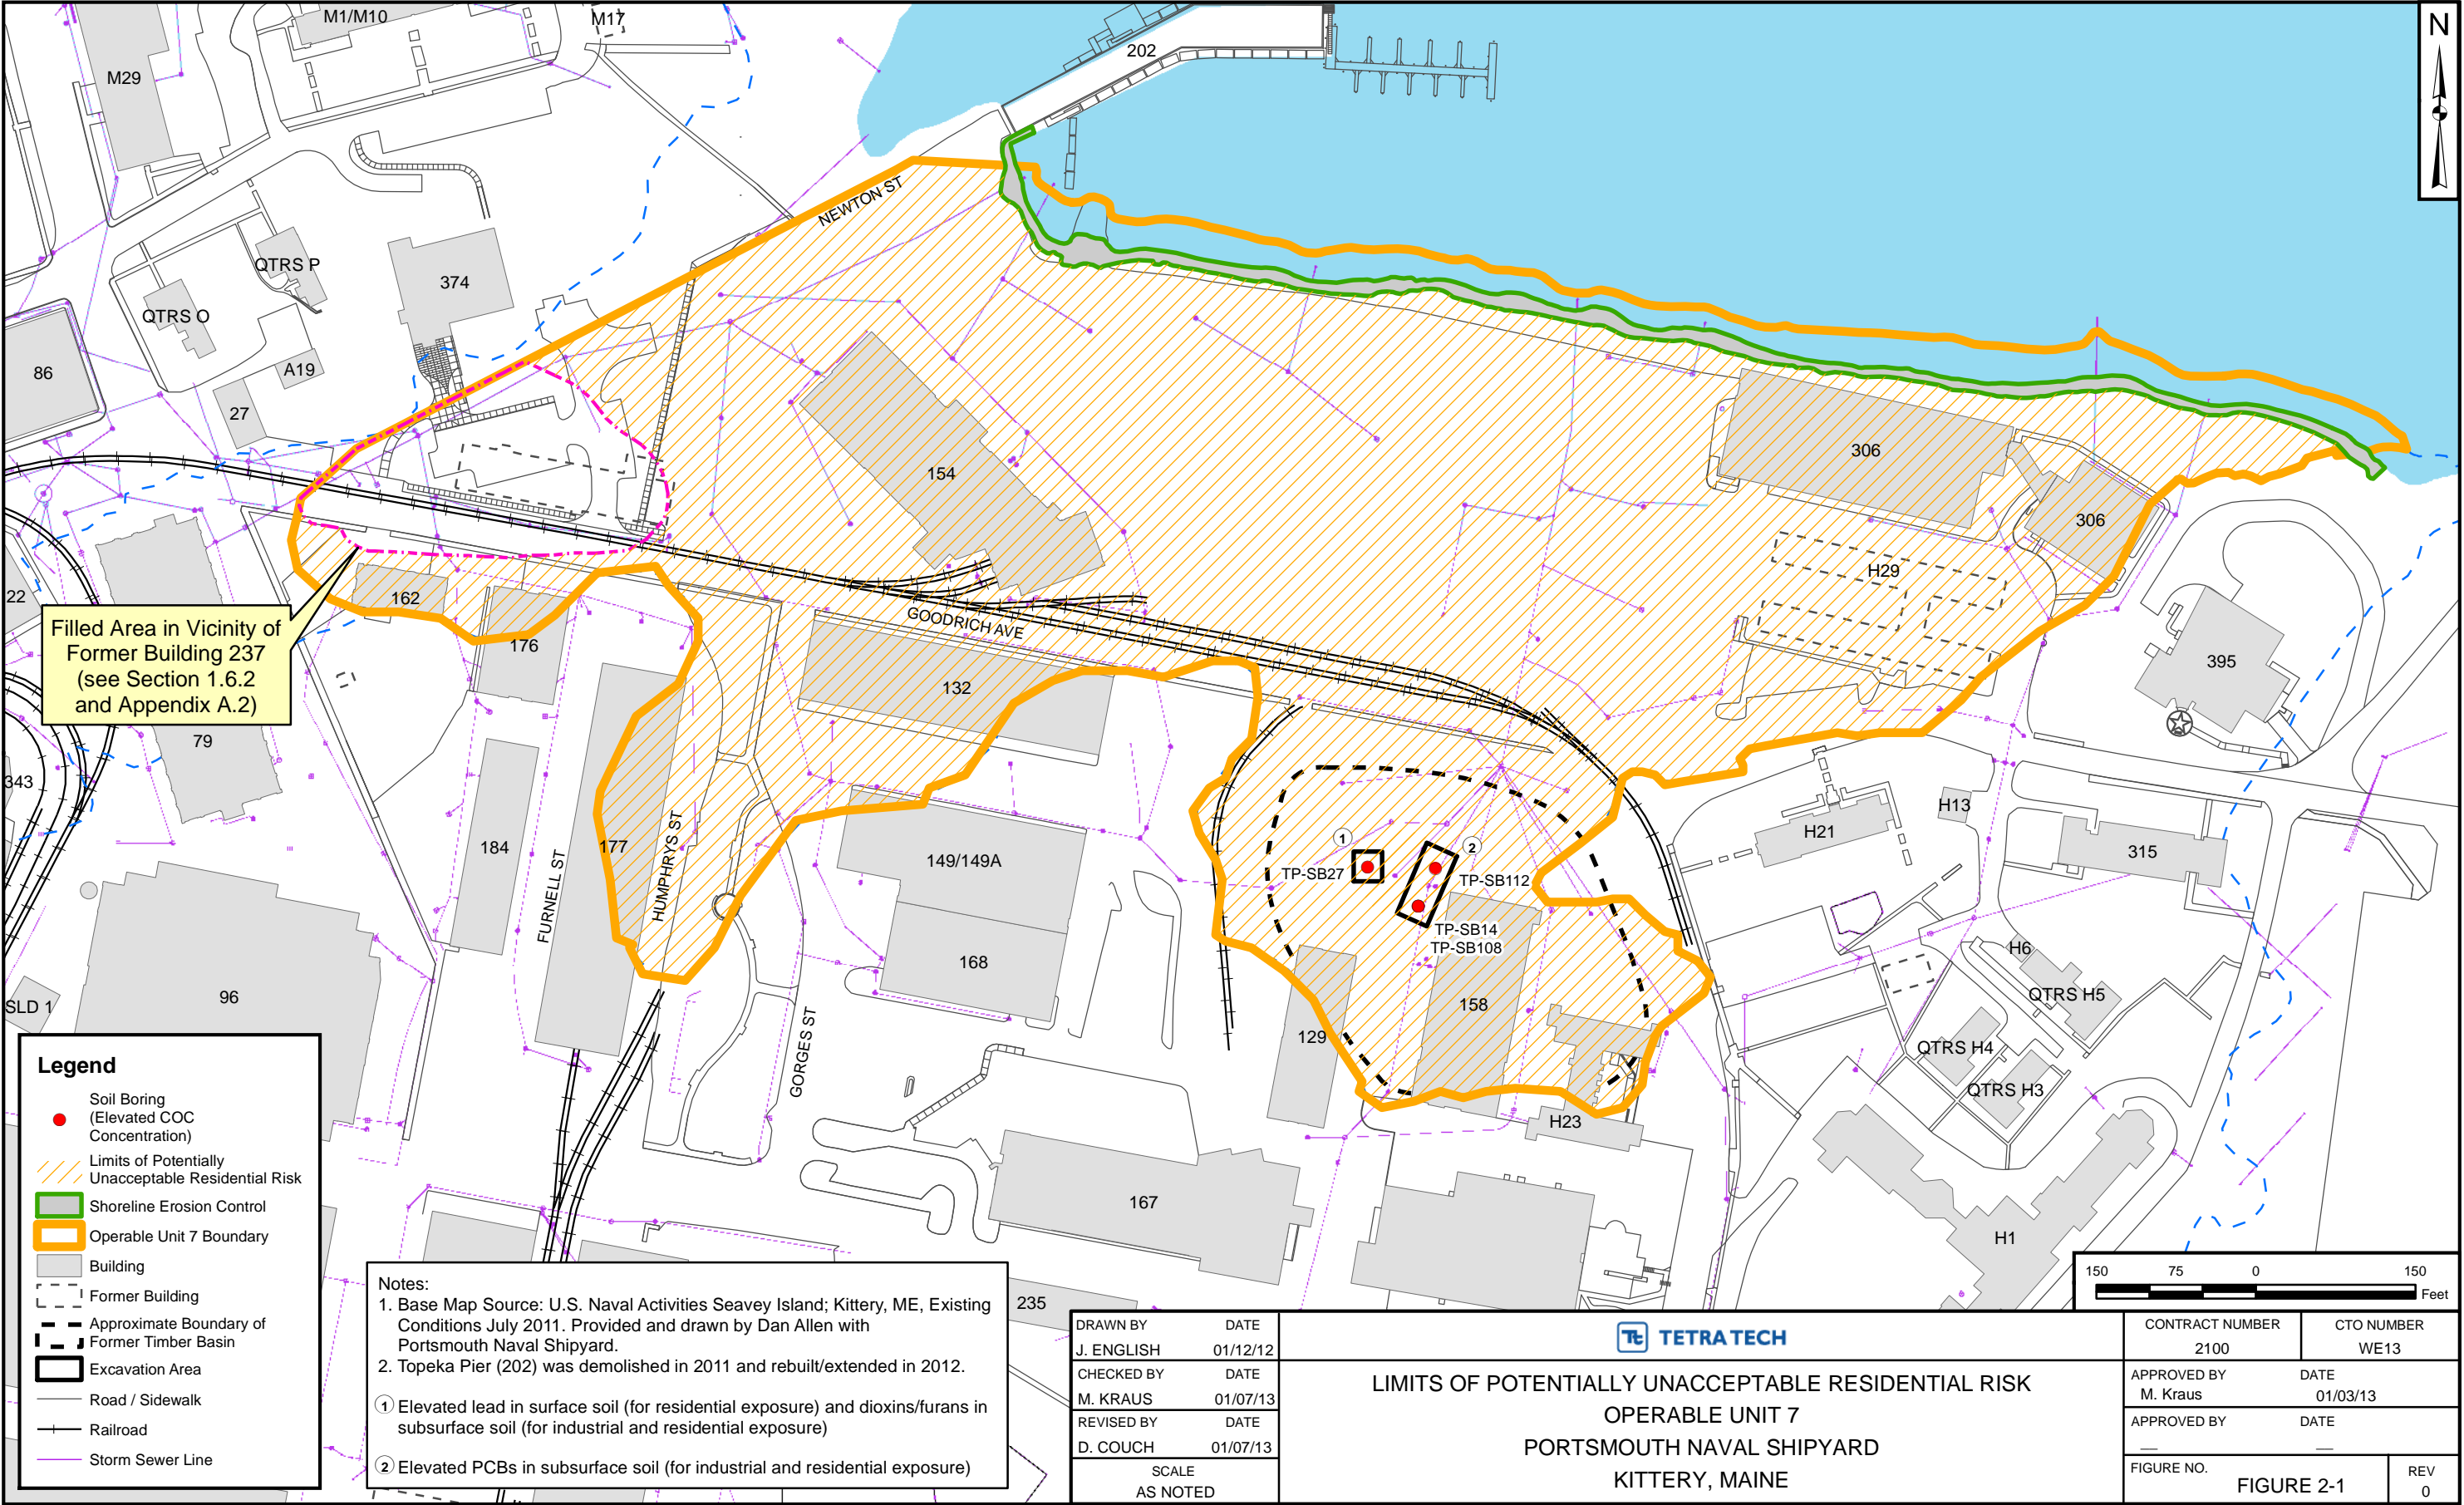 M1/M10
M17
N
M29
202
NEWTON ST
QTRS P
374
QTRS O
86
A19
27
154
306
306
H29
22
162
GOODRICH AVE
Filled Area in Vicinity of
Former Building 237
(see Section 1.6.2
and Appendix A.2)
176
395
132
79
343
H13
H21
184
177
HUMPHRYS ST
FURNELL ST
149/149A
1
2
TP-SB27
TP-SB112
315
TP-SB14
TP-SB108
168
H6
QTRS H5
96
SLD 1
158
129
GORGES ST
QTRS H4
QTRS H3
H23
167
H1
235
Legend
Soil Boring
(Elevated COC
Concentration)
Limits of Potentially
Unacceptable Residential Risk
Shoreline Erosion Control
Operable Unit 7 Boundary
Building
Former Building
Approximate Boundary of
Former Timber Basin
Excavation Area
Road / Sidewalk
Railroad
Storm Sewer Line
Notes:
1. Base Map Source: U.S. Naval Activities Seavey Island; Kittery, ME, Existing
Conditions July 2011. Provided and drawn by Dan Allen with
Portsmouth Naval Shipyard.
2. Topeka Pier (202) was demolished in 2011 and rebuilt/extended in 2012.
1 Elevated lead in surface soil (for residential exposure) and dioxins/furans in
subsurface soil (for industrial and residential exposure)
2 Elevated PCBs in subsurface soil (for industrial and residential exposure)
150 75 0 150
Feet
DRAWN BY DATE
J. ENGLISH 01/12/12
CHECKED BY DATE
M. KRAUS 01/07/13
REVISED BY DATE
D. COUCH 01/07/13
SCALE
AS NOTED
Tt TETRA TECH
LIMITS OF POTENTIALLY UNACCEPTABLE RESIDENTIAL RISK
OPERABLE UNIT 7
PORTSMOUTH NAVAL SHIPYARD
KITTERY, MAINE
CONTRACT NUMBER
2100
CTO NUMBER
WE13
APPROVED BY DATE
M. Kraus 01/03/13
APPROVED BY DATE
__ __
FIGURE NO.
FIGURE 2-1
REV
0